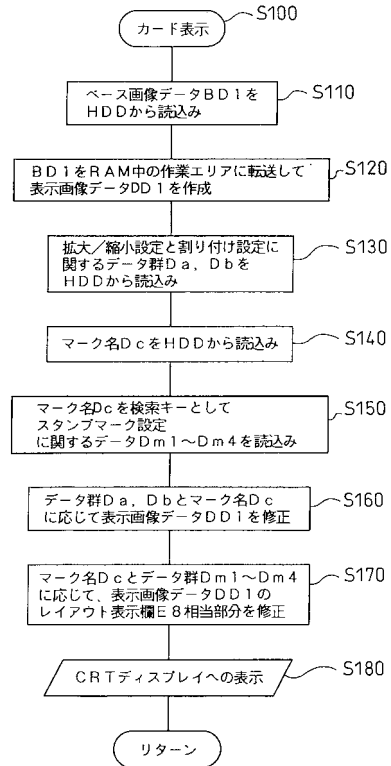 カード表示
S100
ベース画像データBD1を
HDDから読込み
S110
BD1をRAM中の作業エリアに転送して
表示画像データDD1を作成
S120
拡大／縮小設定と割り付け設定に
関するデータ群Da，Dbを
HDDから読込み
S130
マーク名DcをHDDから読込み
S140
マーク名Dcを検索キーとして
スタンプマーク設定
に関するデータDm1～Dm4を読込み
S150
データ群Da，Dbとマーク名Dc
に応じて表示画像データDD1を修正
S160
マーク名Dcとデータ群Dm1～Dm4
に応じて、表示画像データDD1の
レイアウト表示欄E8相当部分を修正
S170
CRTディスプレイへの表示
S180
リターン